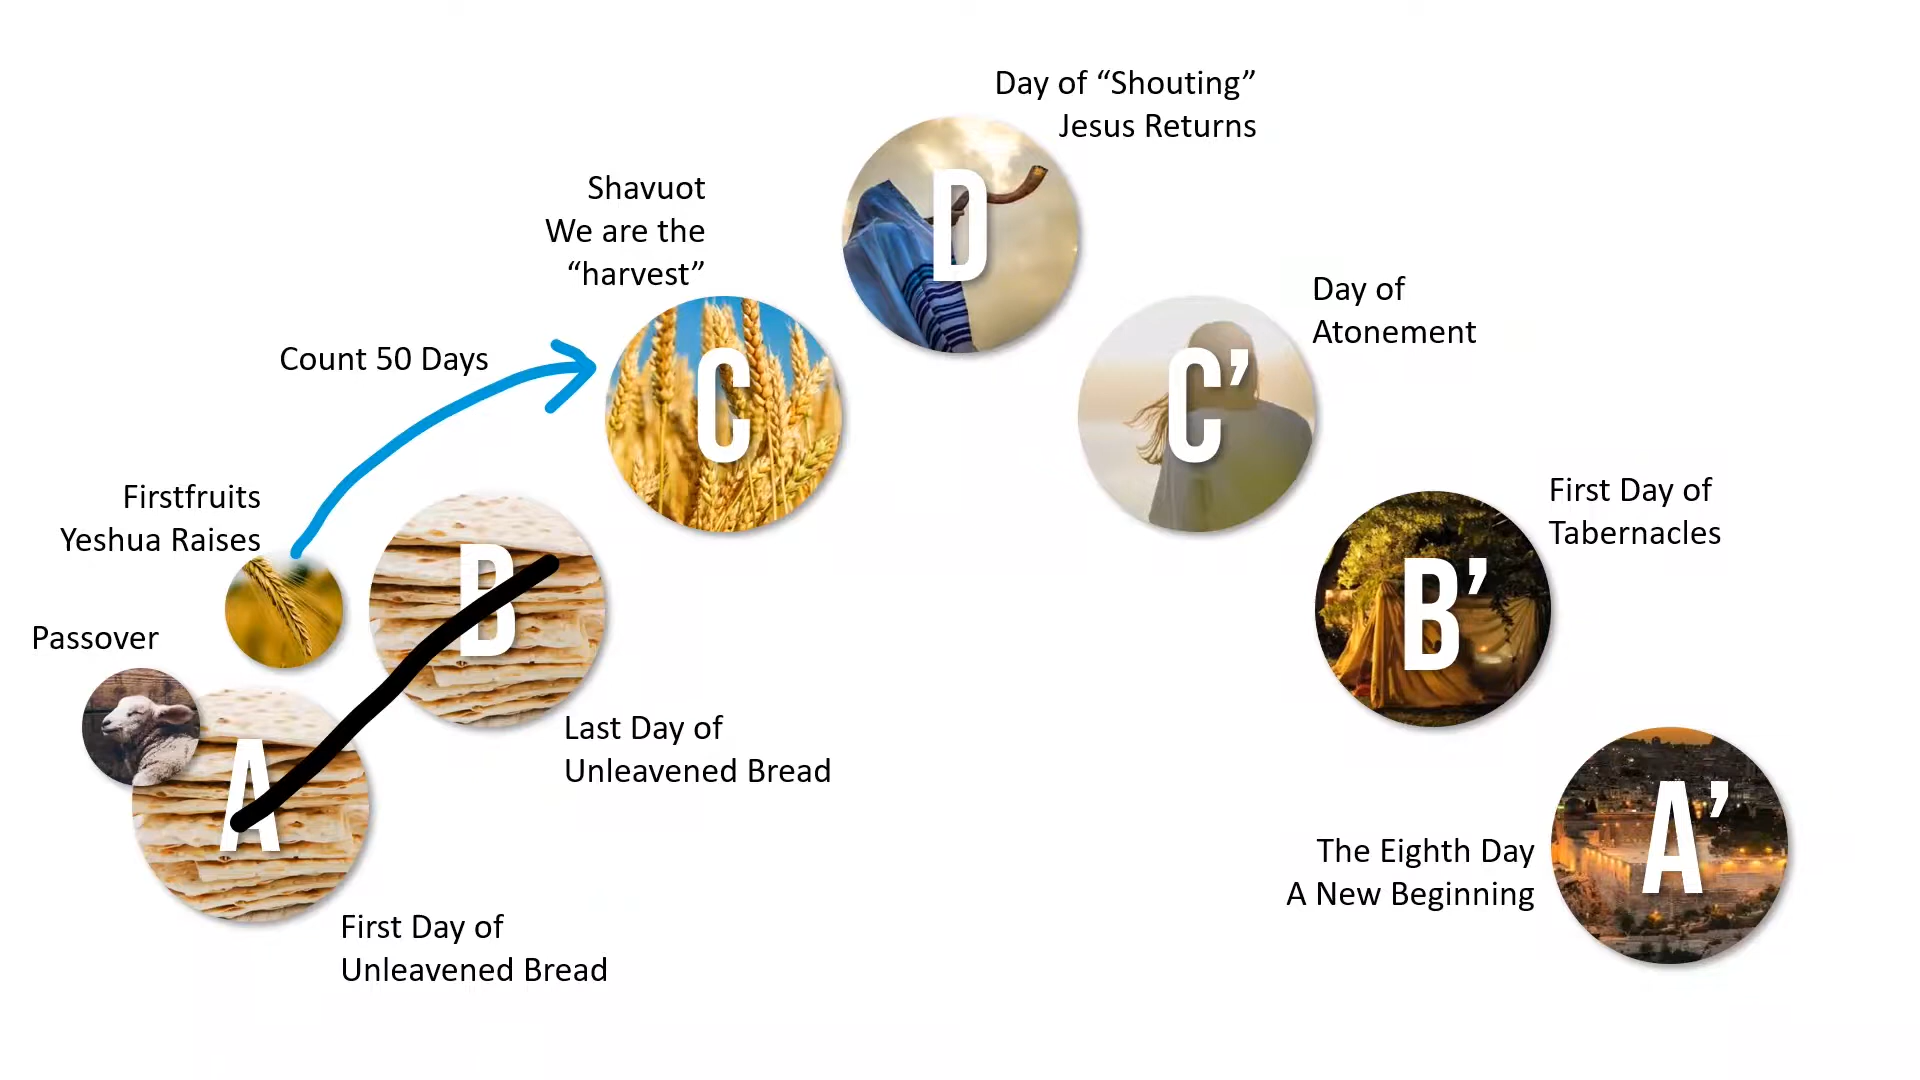 Day of “Shouting”
Jesus Returns
D
Shavuot
We are the
“harvest”
C
Day of
Atonement
C’
Count 50 Days
Firstfruits
Yeshua Raises
B
Last Day of
Unleavened Bread
First Day of
Tabernacles
B’
Passover
A
First Day of
Unleavened Bread
The Eighth Day
A New Beginning
A’